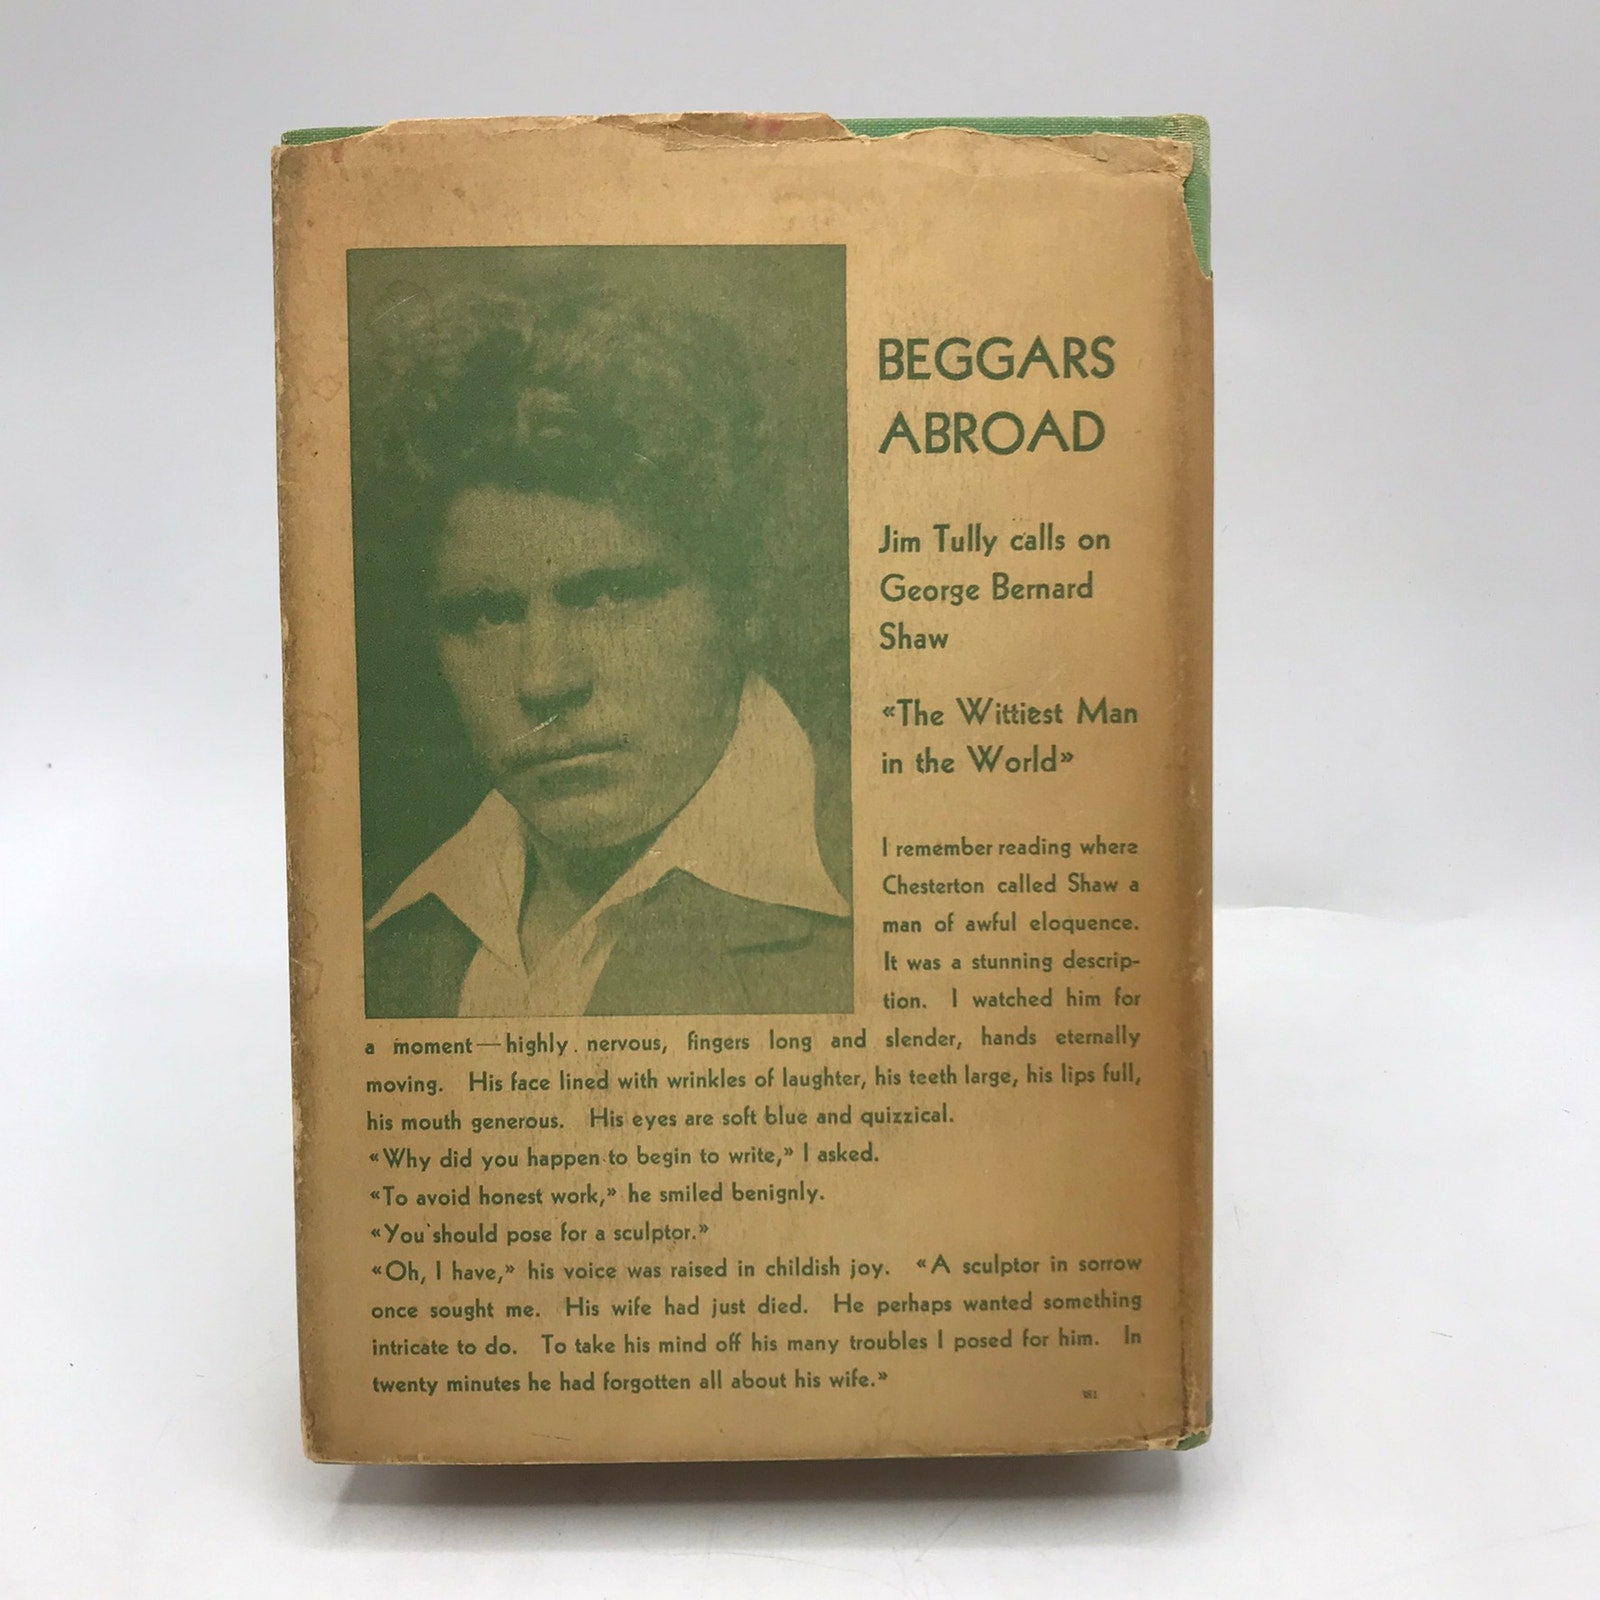 BEGGARS
ABROAD
Jim Tully calls on
George Bernard
Shaw
«The Wittiest Man
in the World»
I remember reading where
Chesterton called Shaw a
man of awful eloquence.
It was a stunning descrip-
tion. I watched him for
a moment—highly nervous, fingers long and slender, hands eternally
moving. His face lined with wrinkles of laughter, his teeth large, his lips full,
his mouth generous. His eyes are soft blue and quizzical.
«Why did you happen to begin to write,» I asked.
«To avoid honest work,» he smiled benignly.
«You should pose for a sculptor.»
«Oh, I have,» his voice was raised in childish joy. «A sculptor in sorrow
once sought me. His wife had just died. He perhaps wanted something
intricate to do. To take his mind off his many troubles I posed for him. In
twenty minutes he had forgotten all about his wife.»